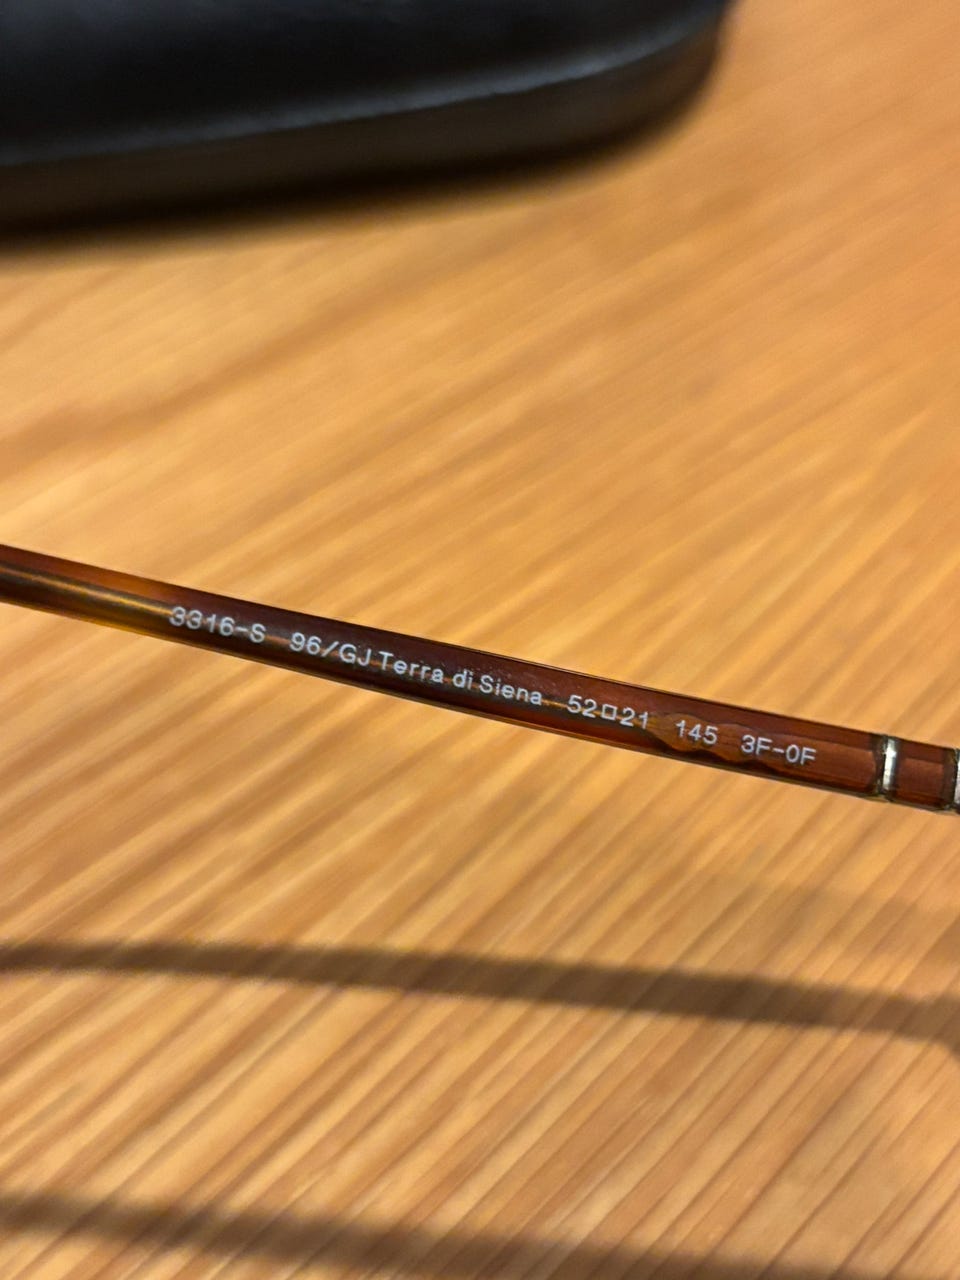 3316-S 96/GJ Terra di Siena 52□21 145 3F-0F